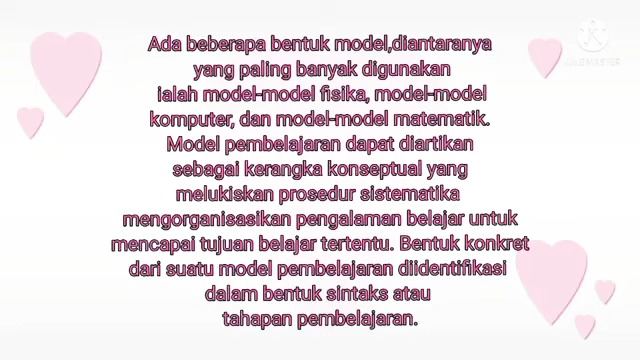 Ada beberapa bentuk model,diantaranya
yang paling banyak digunakan
ialah model-model fisika, model-model
komputer, dan model-model matematik.
Model pembelajaran dapat diartikan
sebagai kerangka konseptual yang
melukiskan prosedur sistematika
mengorganisasikan pengalaman belajar untuk
mencapai tujuan belajar tertentu. Bentuk konkret
dari suatu model pembelajaran diidentifikasi
dalam bentuk sintaks atau
tahapan pembelajaran.